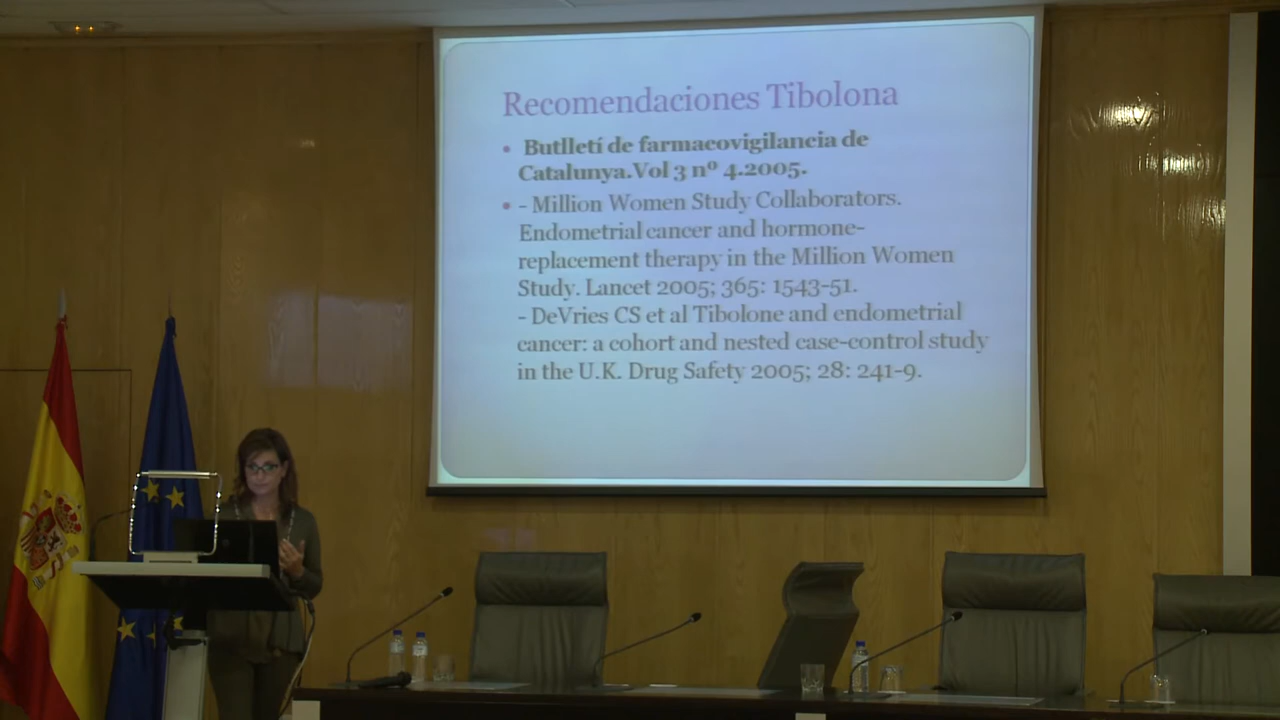 Recomendaciones Tibolona
• Butlletí de farmacovigilancia de
Catalunya.Vol 3 nº 4.2005.
• - Million Women Study Collaborators.
Endometrial cancer and hormone-
replacement therapy in the Million Women
Study. Lancet 2005; 365: 1543-51.
- DeVries CS et al Tibolone and endometrial
cancer: a cohort and nested case-control study
in the U.K. Drug Safety 2005; 28: 241-9.